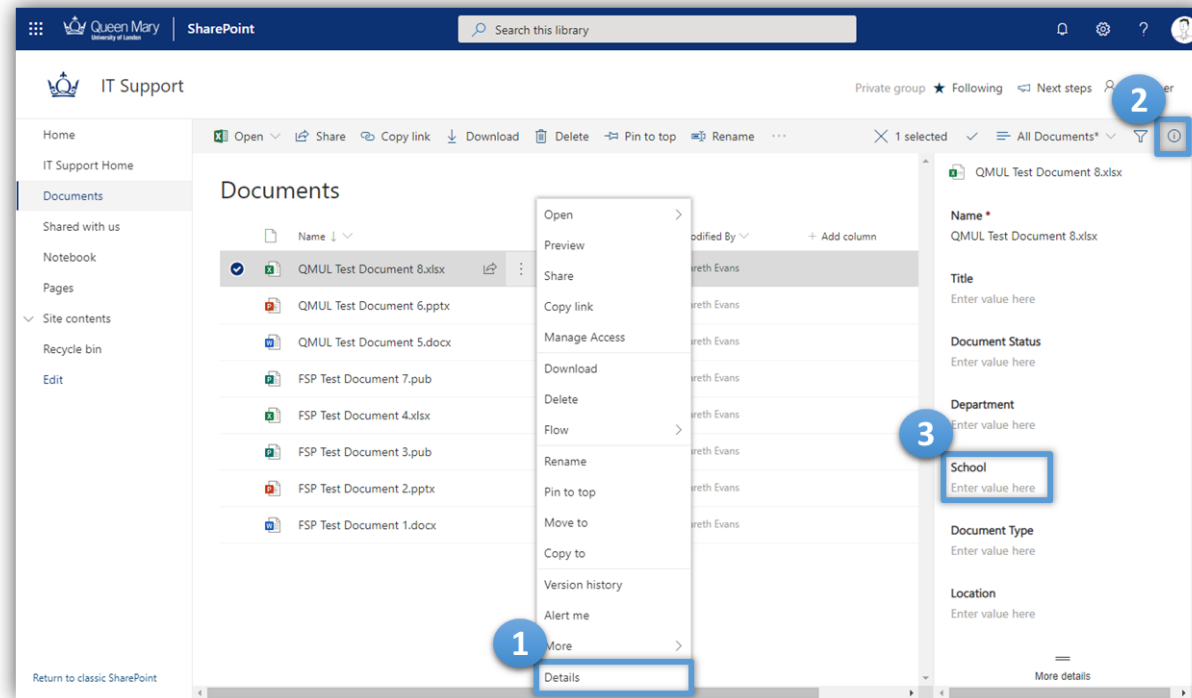 Queen Mary
University of London
SharePoint
Search this library
?
IT Support
Private group ★ Following Next steps
2
Home
IT Support Home
Documents
Shared with us
Notebook
Pages
Site contents
Recycle bin
Edit
Return to classic SharePoint
Open Share Copy link Download Delete Pin to top Rename ··· 1 selected All Documents*
Documents
Name ↓ odified By + Add column
QMUL Test Document 8.xlsx reth Evans
QMUL Test Document 6.pptx reth Evans
QMUL Test Document 5.docx reth Evans
FSP Test Document 7.pub reth Evans
FSP Test Document 4.xlsx reth Evans
FSP Test Document 3.pub reth Evans
FSP Test Document 2.pptx reth Evans
FSP Test Document 1.docx reth Evans
Open
Preview
Share
Copy link
Manage Access
Download
Delete
Flow
Rename
Pin to top
Move to
Copy to
Version history
Alert me
1
More
Details
QMUL Test Document 8.xlsx
Name *
QMUL Test Document 8.xlsx
Title
Enter value here
Document Status
Enter value here
Department
Enter value here
3
School
Enter value here
Document Type
Enter value here
Location
Enter value here
More details